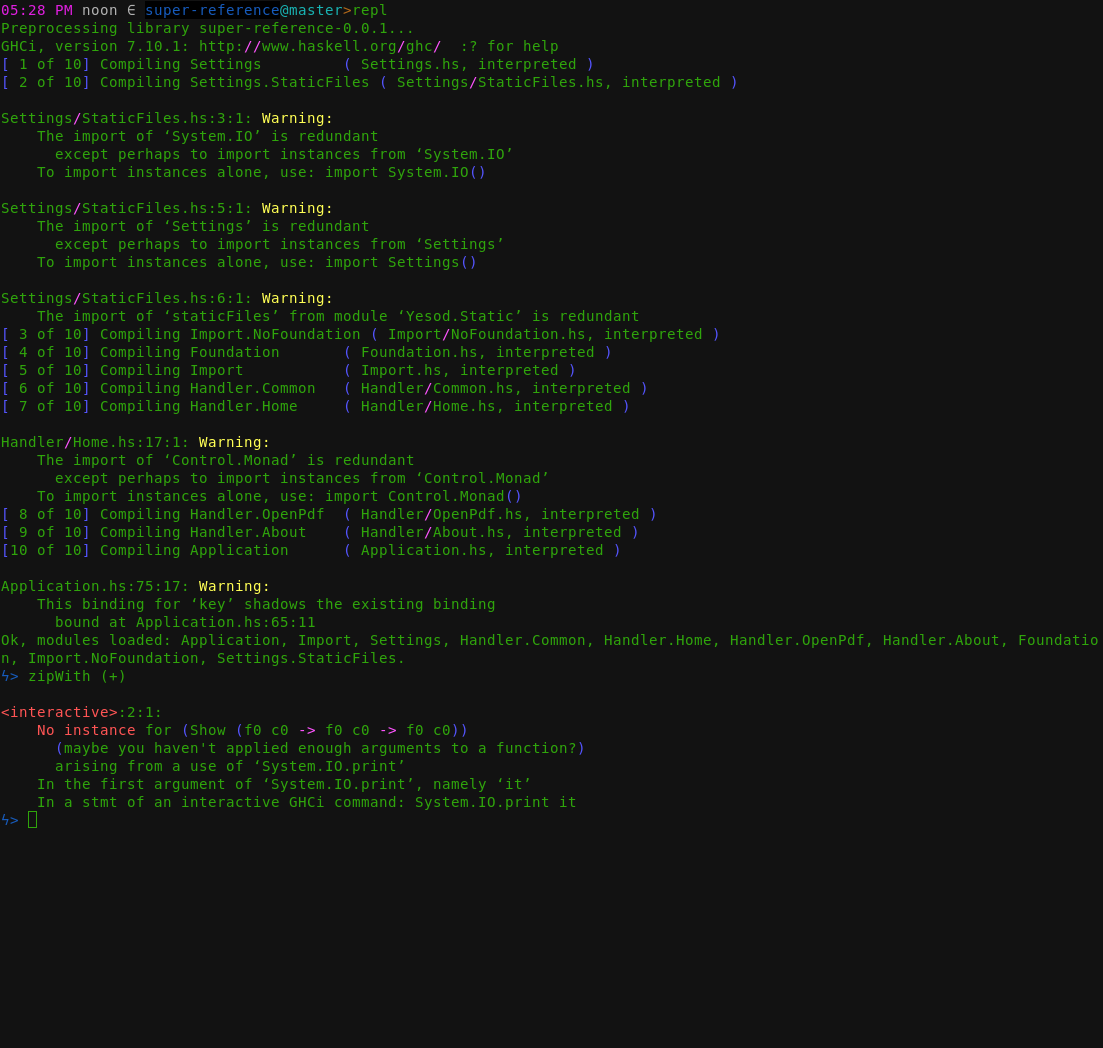 05:28 PM noon ∈ super-reference@master>repl
Preprocessing library super-reference-0.0.1...
GHCi, version 7.10.1: http://www.haskell.org/ghc/  :? for help
[ 1 of 10] Compiling Settings         ( Settings.hs, interpreted )
[ 2 of 10] Compiling Settings.StaticFiles ( Settings/StaticFiles.hs, interpreted )

Settings/StaticFiles.hs:3:1: Warning:
    The import of ‘System.IO’ is redundant
      except perhaps to import instances from ‘System.IO’
    To import instances alone, use: import System.IO()

Settings/StaticFiles.hs:5:1: Warning:
    The import of ‘Settings’ is redundant
      except perhaps to import instances from ‘Settings’
    To import instances alone, use: import Settings()

Settings/StaticFiles.hs:6:1: Warning:
    The import of ‘staticFiles’ from module ‘Yesod.Static’ is redundant
[ 3 of 10] Compiling Import.NoFoundation ( Import/NoFoundation.hs, interpreted )
[ 4 of 10] Compiling Foundation       ( Foundation.hs, interpreted )
[ 5 of 10] Compiling Import           ( Import.hs, interpreted )
[ 6 of 10] Compiling Handler.Common   ( Handler/Common.hs, interpreted )
[ 7 of 10] Compiling Handler.Home     ( Handler/Home.hs, interpreted )

Handler/Home.hs:17:1: Warning:
    The import of ‘Control.Monad’ is redundant
      except perhaps to import instances from ‘Control.Monad’
    To import instances alone, use: import Control.Monad()
[ 8 of 10] Compiling Handler.OpenPdf  ( Handler/OpenPdf.hs, interpreted )
[ 9 of 10] Compiling Handler.About    ( Handler/About.hs, interpreted )
[10 of 10] Compiling Application      ( Application.hs, interpreted )

Application.hs:75:17: Warning:
    This binding for ‘key’ shadows the existing binding
      bound at Application.hs:65:11
Ok, modules loaded: Application, Import, Settings, Handler.Common, Handler.Home, Handler.OpenPdf, Handler.About, Foundatio
n, Import.NoFoundation, Settings.StaticFiles.
ϟ> zipWith (+)

<interactive>:2:1:
    No instance for (Show (f0 c0 -> f0 c0 -> f0 c0))
      (maybe you haven't applied enough arguments to a function?)
      arising from a use of ‘System.IO.print’
    In the first argument of ‘System.IO.print’, namely ‘it’
    In a stmt of an interactive GHCi command: System.IO.print it
ϟ>